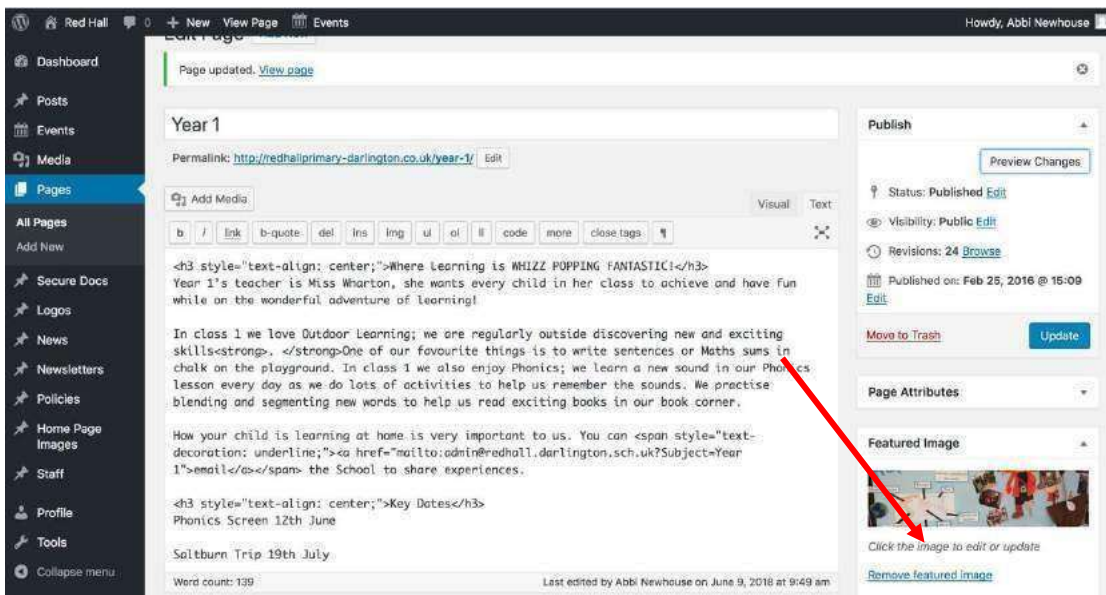 Red Hall 0 + New View Page Events Howdy, Abbi Newhouse
Edit Page
Page updated. View page
Dashboard
Posts
Events
Media
Pages
All Pages
Add New
Secure Docs
Logos
News
Newsletters
Policies
Home Page
Images
Staff
Profile
Tools
Collapse menu
Year 1
Permalink: http://redhallprimary-darlington.co.uk/year-1/ Edit
Add Media
Visual Text
b i link b-quote del ins img ul ol li code more close tags ¶
<h3 style="text-align: center;">Where Learning is WHIZZ POPPING FANTASTIC!</h3>
Year 1's teacher is Miss Wharton, she wants every child in her class to achieve and have fun
while on the wonderful adventure of learning!
In class 1 we love Outdoor Learning; we are regularly outside discovering new and exciting
skills<strong>. </strong>One of our favourite things is to write sentences or Maths sums in
chalk on the playground. In class 1 we also enjoy Phonics; we learn a new sound in our Phonics
lesson every day as we do lots of activities to help us remember the sounds. We practise
blending and segmenting new words to help us read exciting books in our book corner.
How your child is learning at home is very important to us. You can <span style="text-
decoration: underline;"><a href="mailto:admin@redhall.darlington.sch.uk?Subject=Year
1">email</a></span> the School to share experiences.
<h3 style="text-align: center;">Key Dates</h3>
Phonics Screen 12th June
Saltburn Trip 19th July
Word count: 139 Last edited by Abbi Newhouse on June 9, 2018 at 9:49 am
Publish
Preview Changes
Status: Published Edit
Visibility: Public Edit
Revisions: 24 Browse
Published on: Feb 25, 2016 @ 15:09
Edit
Move to Trash Update
Page Attributes
Featured Image
Click the image to edit or update
Remove featured image